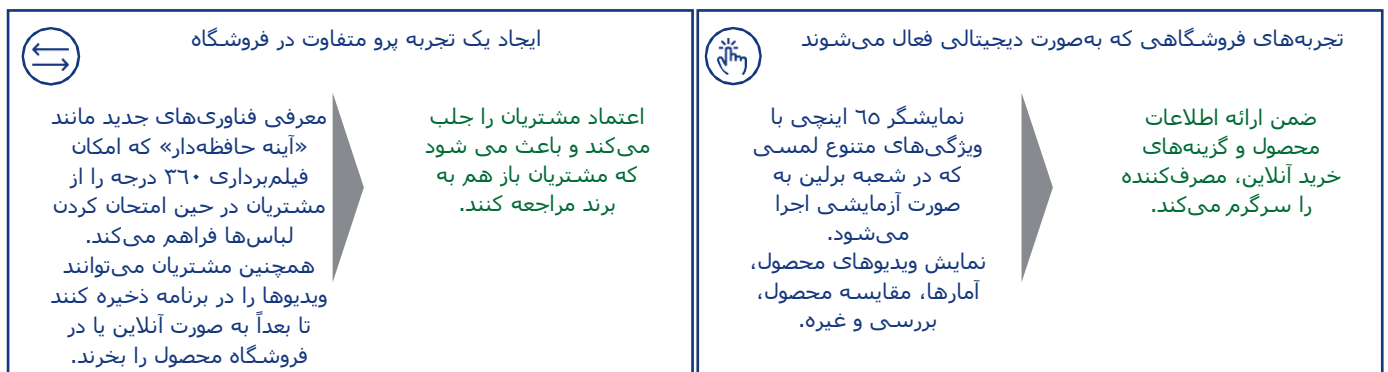 تجربه‌های فروشگاهی که به‌صورت دیجیتالی فعال می‌شوند
نمایشگر ٦٥ اینچی با
ویژگی‌های متنوع لمسی
که در شعبه برلین به
صورت آزمایشی اجرا
می‌شود.
نمایش ویدیوهای محصول،
آمارها، مقایسه محصول،
بررسی و غیره.
ضمن ارائه اطلاعات
محصول و گزینه‌های
خرید آنلاین، مصرف‌کننده
را سرگرم می‌کند.
ایجاد یک تجربه پرو متفاوت در فروشگاه
معرفی فناوری‌های جدید مانند
«آینه حافظه‌دار» که امکان
فیلم‌برداری ۳٦۰ درجه را از
مشتریان در حین امتحان کردن
لباس‌ها فراهم می‌کند.
همچنین مشتریان می‌توانند
ویدیوها را در برنامه ذخیره کنند
تا بعداً به صورت آنلاین یا در
فروشگاه محصول را بخرند.
اعتماد مشتریان را جلب
می‌کند و باعث می شود
که مشتریان باز هم به
برند مراجعه کنند.